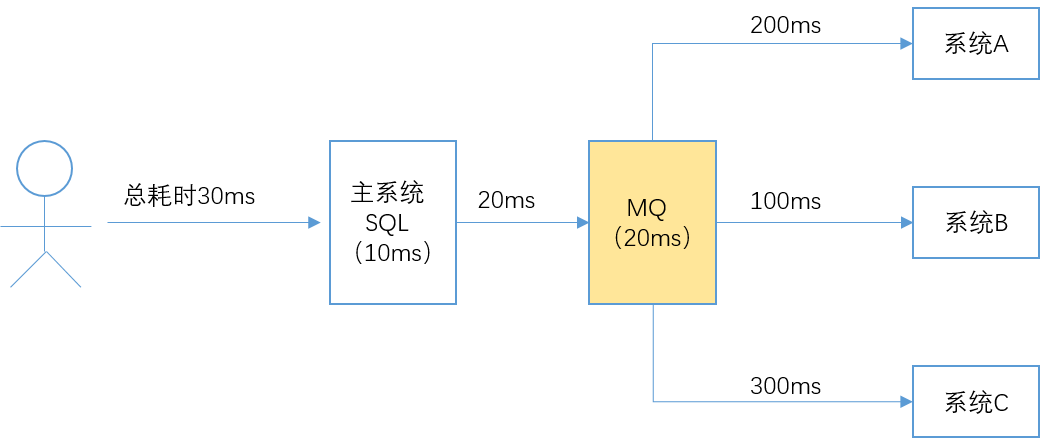 总耗时30ms
主系统
SQL
（10ms）
20ms
MQ
（20ms）
200ms
系统A
100ms
系统B
300ms
系统C